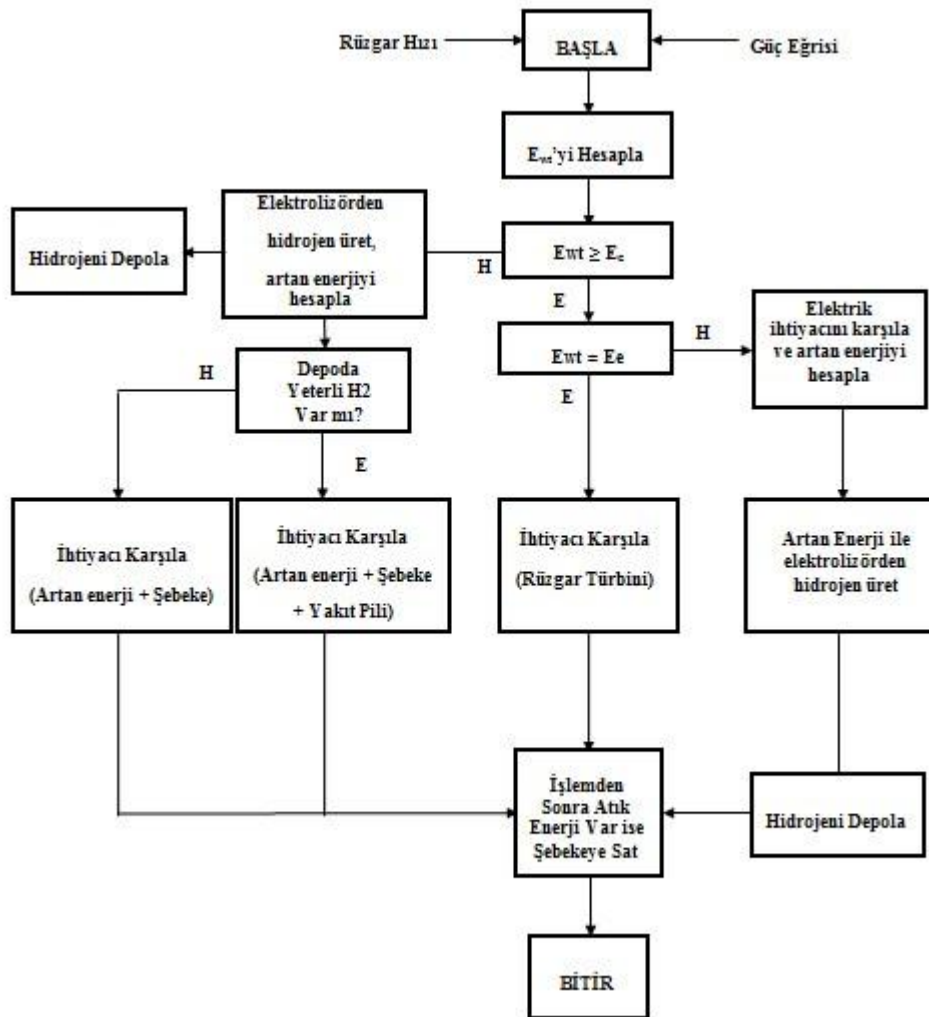 Rüzgar Hızı
BAŞLA
Güç Eğrisi
Ewt'yi Hesapla
Elektrolizörden
hidrojen üret,
artan enerjiyi
hesapla
Hidrojeni Depola
H
Ewt ≥ Ee
E
Elektrik
ihtiyacını karşıla
ve artan enerjiyi
hesapla
H
Ewt = Ee
E
Depoda
Yeterli H2
Var mı?
H
E
İhtiyacı Karşıla
(Artan enerji + Şebeke)
İhtiyacı Karşıla
(Artan enerji + Şebeke
+ Yakıt Pili)
İhtiyacı Karşıla
(Rüzgar Türbini)
Artan Enerji ile
elektrolizörden
hidrojen üret
İşlemden
Sonra Atık
Enerji Var ise
Şebekeye Sat
Hidrojeni Depola
BİTİR